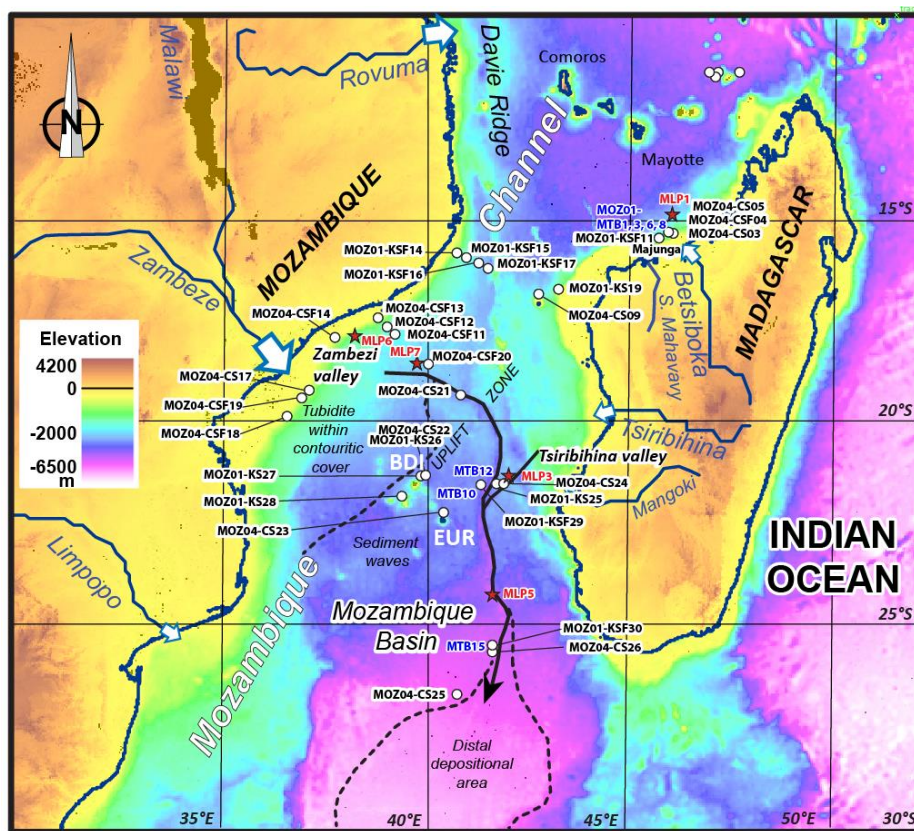 Malawi
Rovuma
Davie Ridge
Comoros
N
Channel
Mayotte
MOZAMBIQUE
MLP1
MOZ04-CS05
MOZ04-CSF04
MOZ04-CS03
MOZ01-
MTB1, 3, 6, 8
MOZ01-KSF11
Majunga
15°S
MADAGASCAR
MOZ01-KSF14
MOZ01-KSF15
MOZ01-KSF16
MOZ01-KSF17
Zambeze
Betsiboka
S. Mahavavy
MOZ01-KS19
MOZ04-CS09
MOZ04-CSF13
MOZ04-CSF14
MOZ04-CSF12
MOZ04-CSF11
Elevation
4200
0
-2000
-6500
m
MLP6
MLP7
Zambezi
valley
MOZ04-CSF20
MOZ04-CS17
MOZ04-CS21
ZONE
MOZ04-CSF19
Tubidite within
contouritic
cover
MOZ04-CSF18
20°S
MOZ04-CS22
MOZ01-KS26
UPLIFT
Tsiribihina
Tsiribihina valley
BDI
MOZ01-KS27
MTB12
MLP3
MOZ04-CS24
Mangoki
MOZ01-KS28
MTB10
MOZ01-KS25
MOZ04-CS23
MOZ01-KSF29
EUR
Sediment
waves
INDIAN
OCEAN
Limpopo
Mozambique
MLP5
Mozambique
Basin
25°S
MOZ01-KSF30
MTB15
MOZ04-CS26
MOZ04-CS25
Distal
depositional
area
35°E
40°E
45°E
30°S